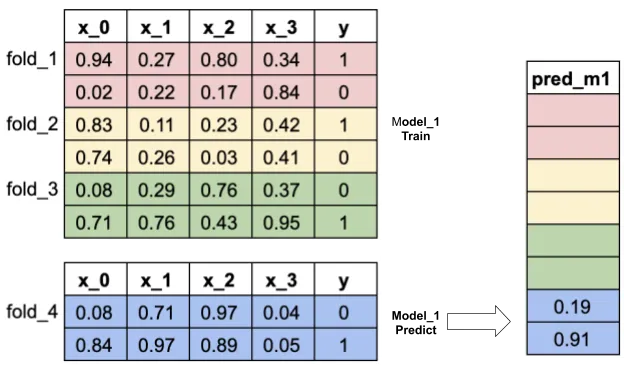 x_0 x_1 x_2 x_3 y
fold_1 0.94 0.27 0.80 0.34 1
0.02 0.22 0.17 0.84 0
fold_2 0.83 0.11 0.23 0.42 1
0.74 0.26 0.03 0.41 0
fold_3 0.08 0.29 0.76 0.37 0
0.71 0.76 0.43 0.95 1
Model_1
Train
x_0 x_1 x_2 x_3 y
fold_4 0.08 0.71 0.97 0.04 0
0.84 0.97 0.89 0.05 1
Model_1
Predict
pred_m1
0.19
0.91